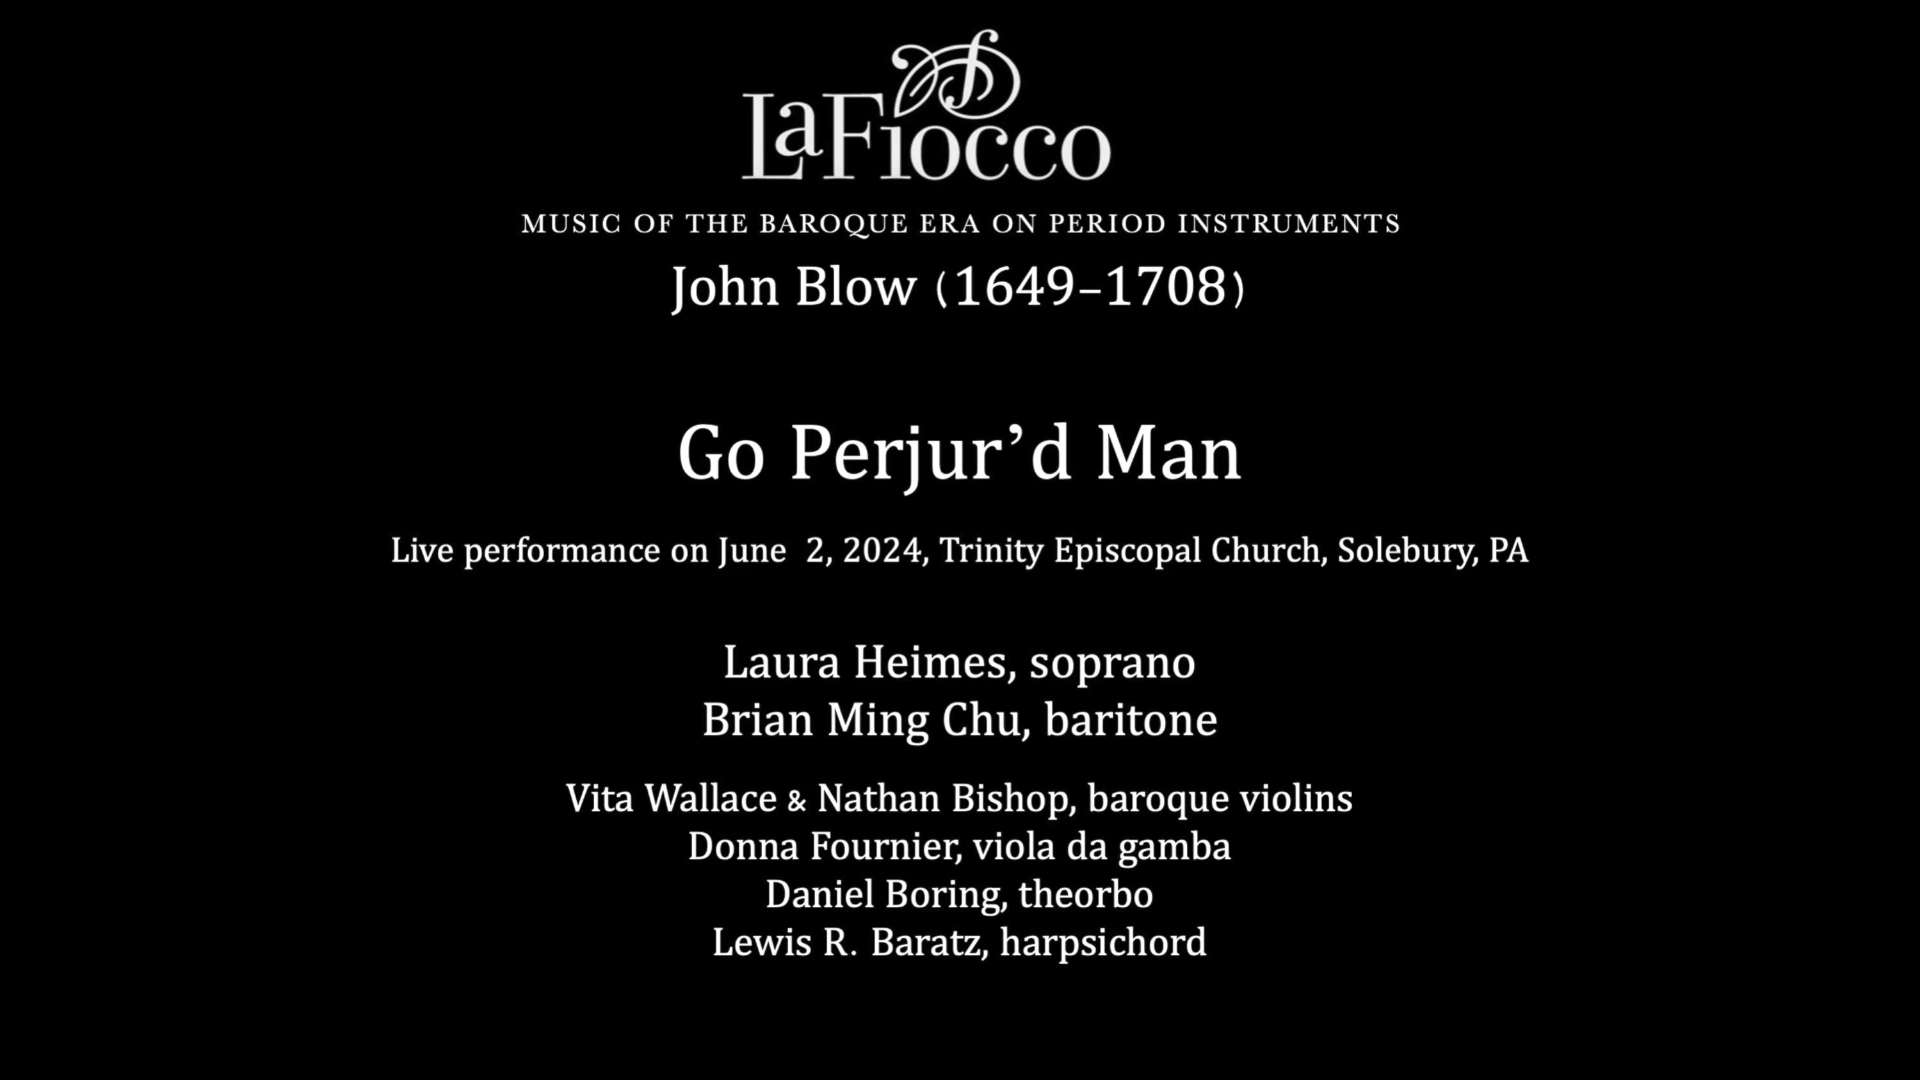 LaFiocco
MUSIC OF THE BAROQUE ERA ON PERIOD INSTRUMENTS
John Blow (1649–1708)
Go Perjur’d Man
Live performance on June  2, 2024, Trinity Episcopal Church, Solebury, PA
Laura Heimes, soprano
Brian Ming Chu, baritone
Vita Wallace & Nathan Bishop, baroque violins
Donna Fournier, viola da gamba
Daniel Boring, theorbo
Lewis R. Baratz, harpsichord